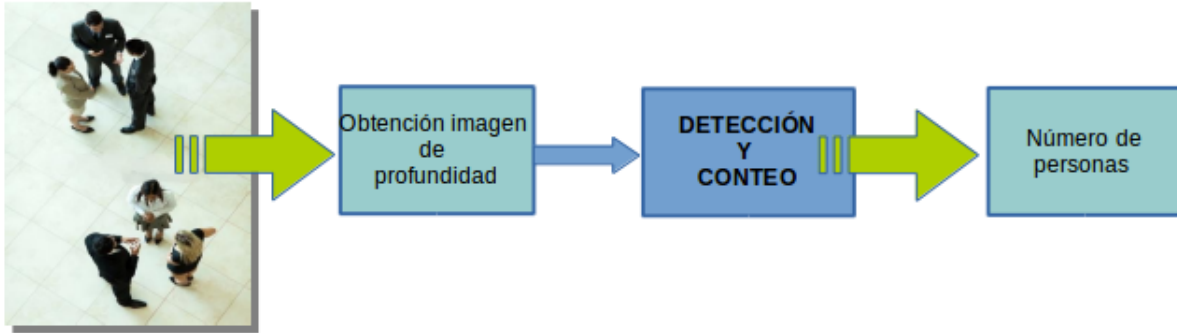 Obtención imagen
de
profundidad
DETECCIÓN
Y
CONTEO
Número de
personas